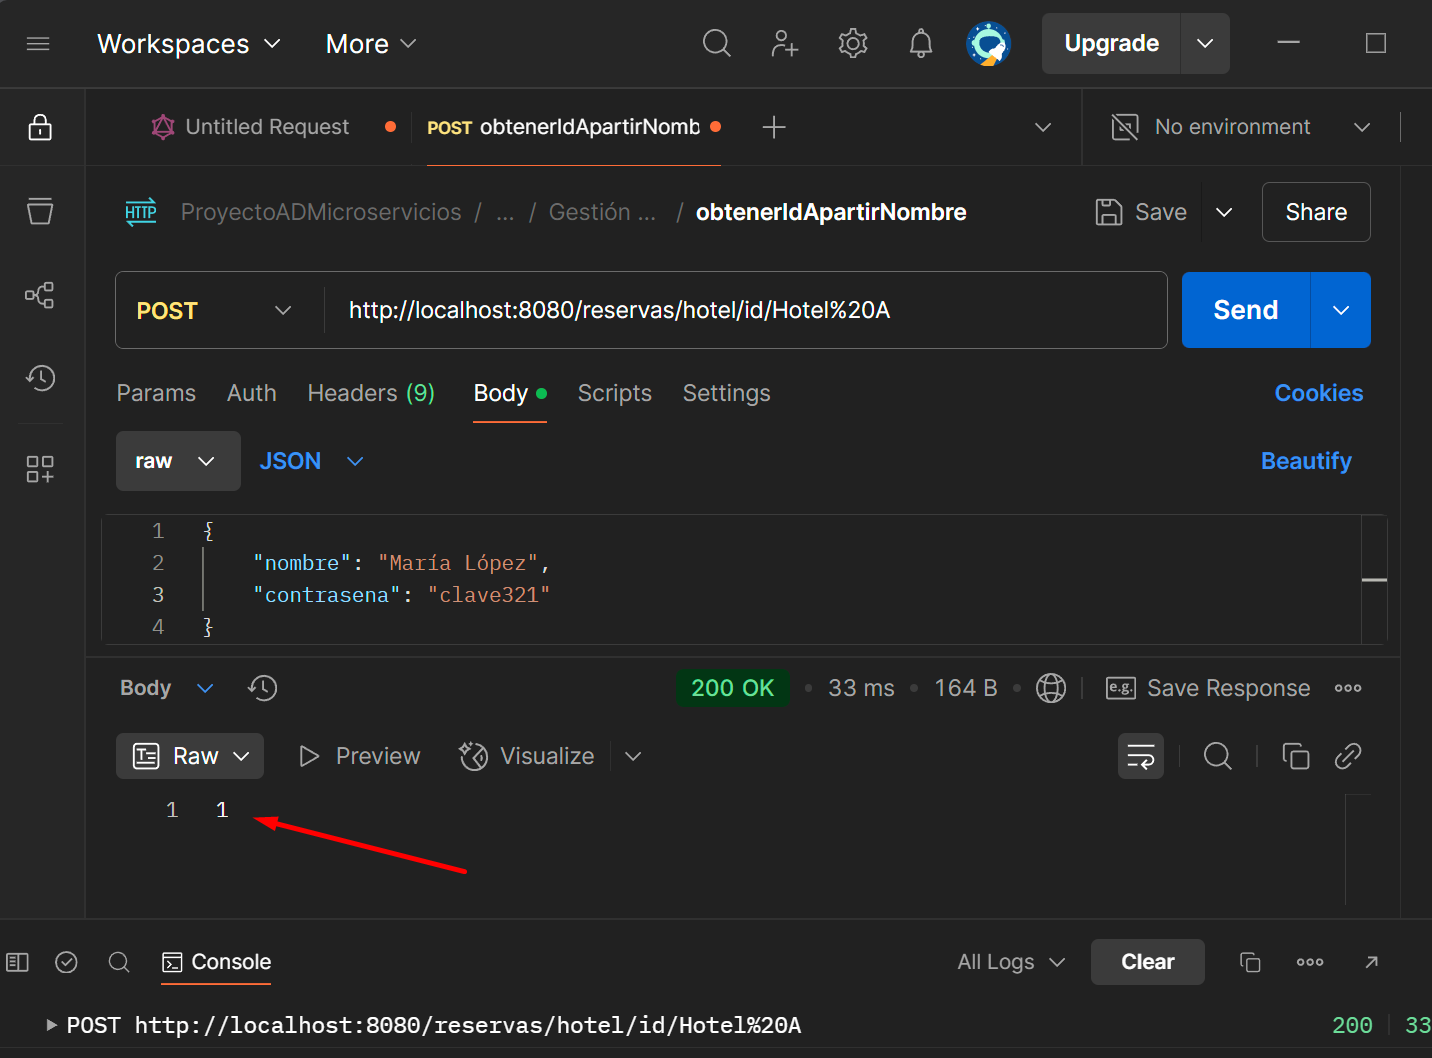 Workspaces More Upgrade
Untitled Request POST obtenerIdApartirNomb No environment
HTTP ProyectoADMicroservicios / ... / Gestión ... / obtenerIdApartirNombre Save Share
POST http://localhost:8080/reservas/hotel/id/Hotel%20A Send
Params Auth Headers (9) Body Scripts Settings Cookies
raw JSON Beautify
1 {
2 "nombre": "María López",
3 "contrasena": "clave321"
4 }
Body 200 OK • 33 ms • 164 B • e.g. Save Response
Raw Preview Visualize
1 1
Console All Logs Clear
POST http://localhost:8080/reservas/hotel/id/Hotel%20A 200 33